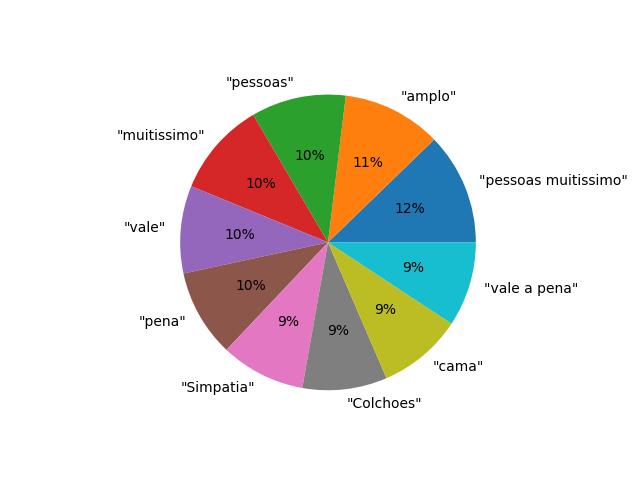 "pessoas"
"amplo"
"muitissimo"
10%
11%
"pessoas muitissimo"
10%
12%
"vale"
10%
9%
"vale a pena"
10%
9%
"pena"
9%
9%
"cama"
"Simpatia"
"Colchoes"